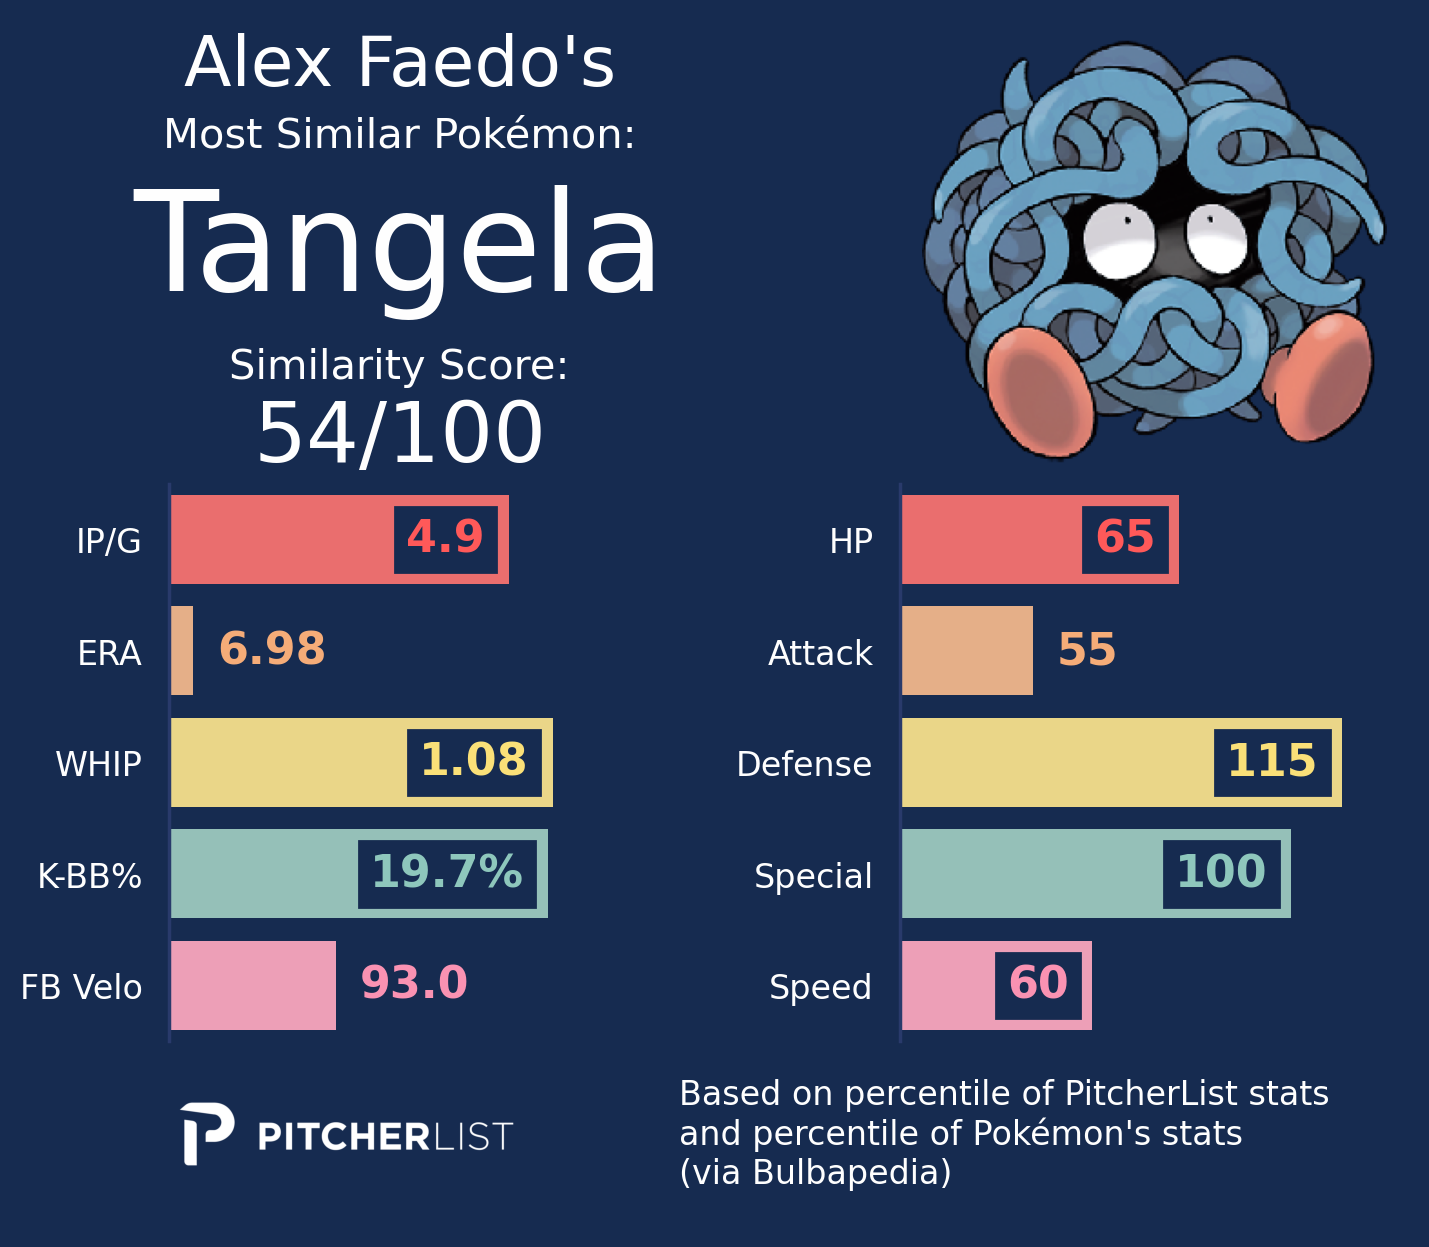 Alex Faedo's
Most Similar Pokémon:
Tangela
Similarity Score:
54/100
IP/G 4.9
ERA 6.98
WHIP 1.08
K-BB% 19.7%
FB Velo 93.0
HP 65
Attack 55
Defense 115
Special 100
Speed 60
PITCHERLIST
Based on percentile of PitcherList stats
and percentile of Pokémon's stats
(via Bulbapedia)